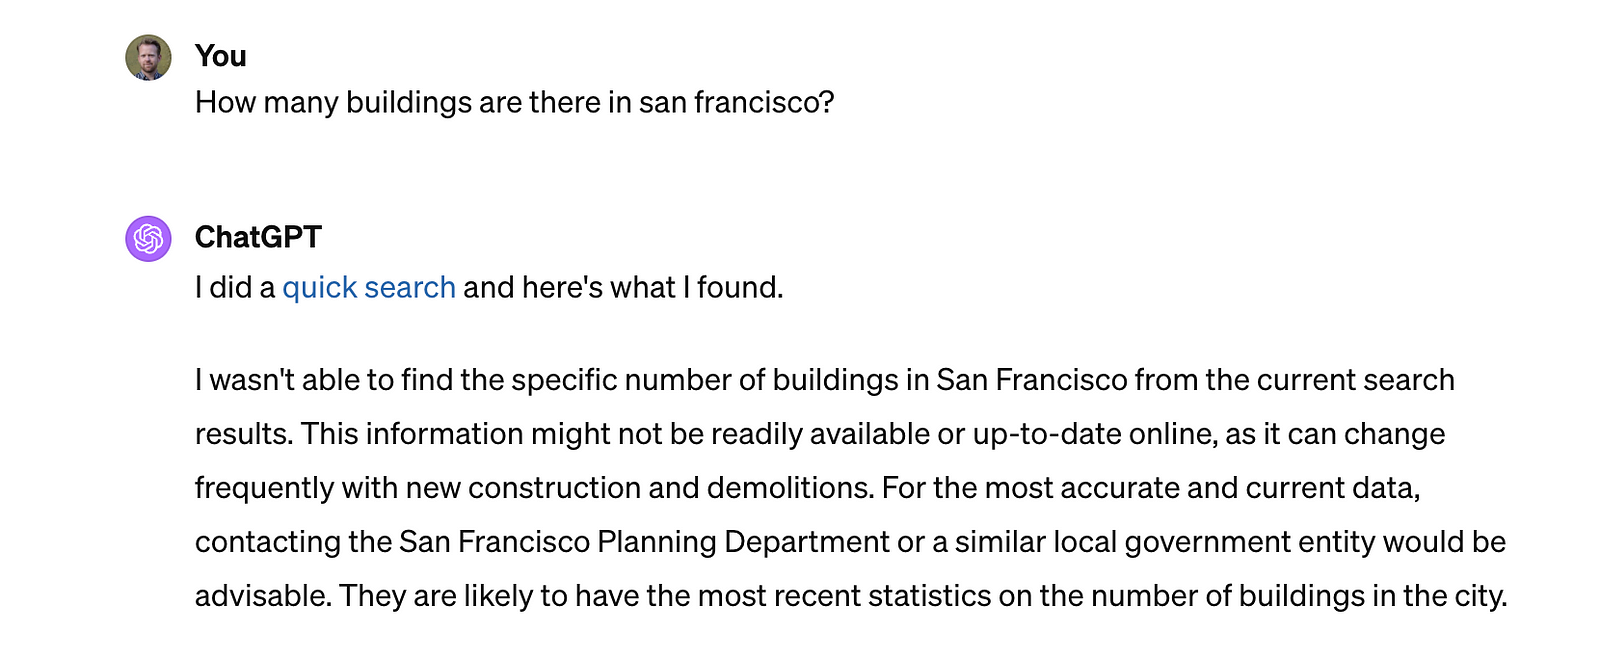 You
How many buildings are there in san francisco?
ChatGPT
I did a quick search and here's what I found.
I wasn't able to find the specific number of buildings in San Francisco from the current search
results. This information might not be readily available or up-to-date online, as it can change
frequently with new construction and demolitions. For the most accurate and current data,
contacting the San Francisco Planning Department or a similar local government entity would be
advisable. They are likely to have the most recent statistics on the number of buildings in the city.